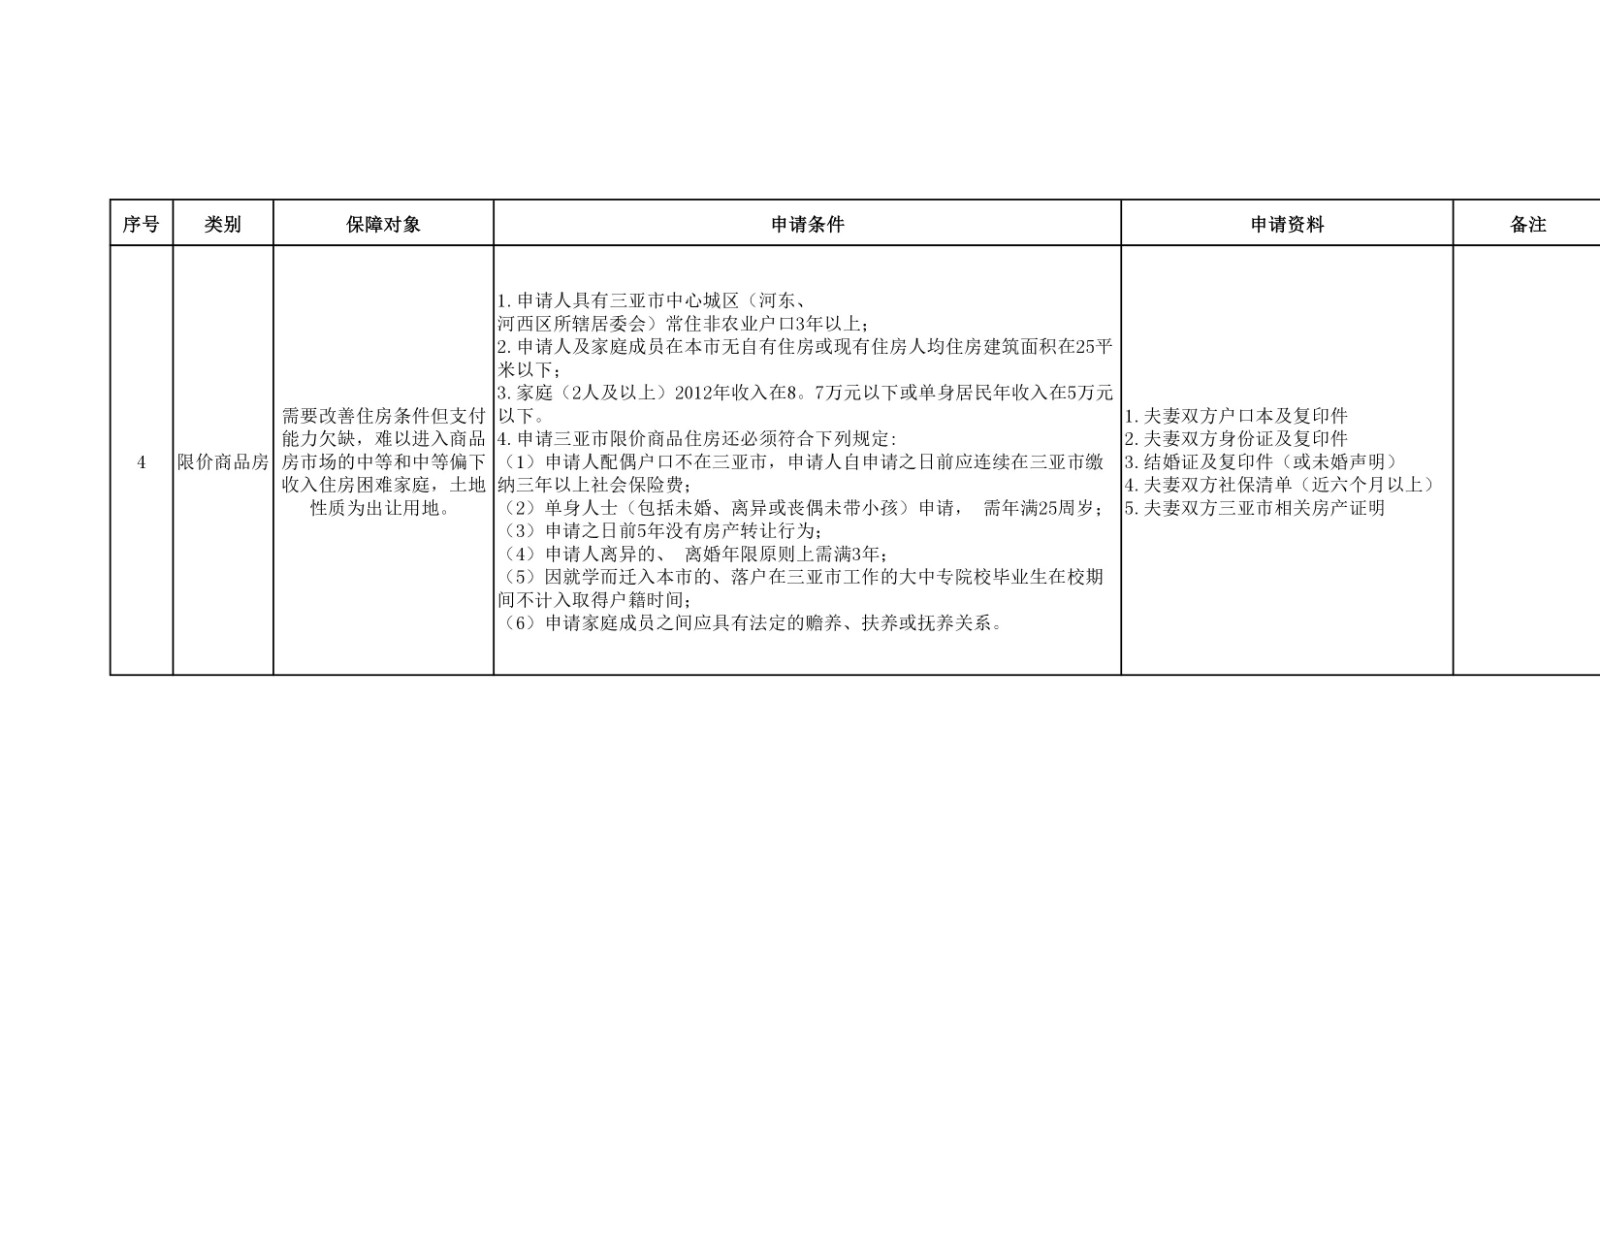 序号 类别 保障对象 申请条件 申请资料 备注
4
限价商品房
需要改善住房条件但支付
能力欠缺，难以进入商品
房市场的中等和中等偏下
收入住房困难家庭，土地
性质为出让用地。
1.申请人具有三亚市中心城区（河东、
河西区所辖居委会）常住非农业户口3年以上；
2.申请人及家庭成员在本市无自有住房或现有住房人均住房建筑面积在25平
米以下；
3.家庭（2人及以上）2012年收入在8。7万元以下或单身居民年收入在5万元
以下。
4.申请三亚市限价商品住房还必须符合下列规定：
（1）申请人配偶户口不在三亚市，申请人自申请之日前应连续在三亚市缴
纳三年以上社会保险费；
（2）单身人士（包括未婚、离异或丧偶未带小孩）申请， 需年满25周岁；
（3）申请之日前5年没有房产转让行为；
（4）申请人离异的、 离婚年限原则上需满3年；
（5）因就学而迁入本市的、落户在三亚市工作的大中专院校毕业生在校期
间不计入取得户籍时间；
（6）申请家庭成员之间应具有法定的赡养、扶养或抚养关系。
1.夫妻双方户口本及复印件
2.夫妻双方身份证及复印件
3.结婚证及复印件（或未婚声明）
4.夫妻双方社保清单（近六个月以上）
5.夫妻双方三亚市相关房产证明